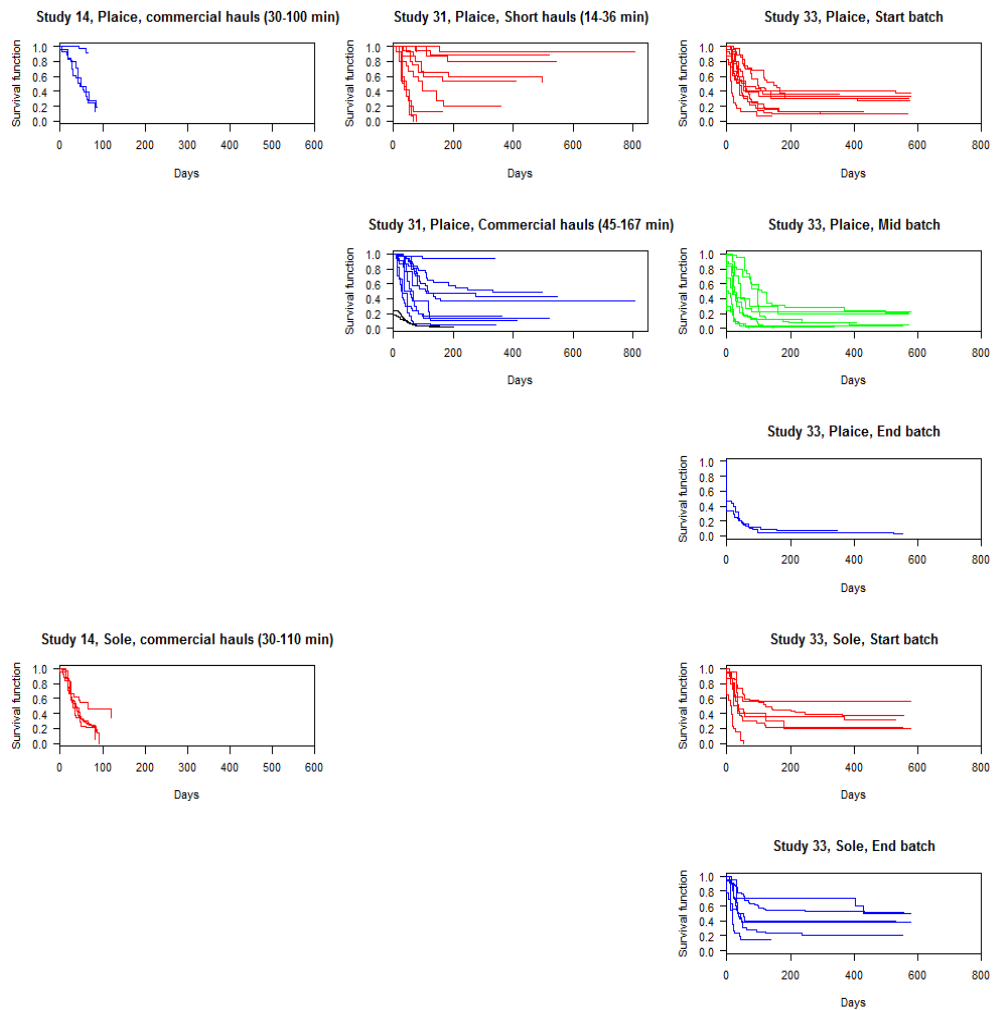 Study 14, Plaice, commercial hauls (30-100 min)
Survival function
1.0
0.8
0.6
0.4
0.2
0.0
0 100 200 300 400 500 600
Days
Study 31, Plaice, Short hauls (14-36 min)
Survival function
1.0
0.8
0.6
0.4
0.2
0.0
0 200 400 600 800
Days
Study 33, Plaice, Start batch
Survival function
1.0
0.8
0.6
0.4
0.2
0.0
0 200 400 600 800
Days
Study 31, Plaice, Commercial hauls (45-167 min)
Survival function
1.0
0.8
0.6
0.4
0.2
0.0
0 200 400 600 800
Days
Study 33, Plaice, Mid batch
Survival function
1.0
0.8
0.6
0.4
0.2
0.0
0 200 400 600 800
Days
Study 33, Plaice, End batch
Survival function
1.0
0.8
0.6
0.4
0.2
0.0
0 200 400 600 800
Days
Study 14, Sole, commercial hauls (30-110 min)
Survival function
1.0
0.8
0.6
0.4
0.2
0.0
0 100 200 300 400 500 600
Days
Study 33, Sole, Start batch
Survival function
1.0
0.8
0.6
0.4
0.2
0.0
0 200 400 600 800
Days
Study 33, Sole, End batch
Survival function
1.0
0.8
0.6
0.4
0.2
0.0
0 200 400 600 800
Days